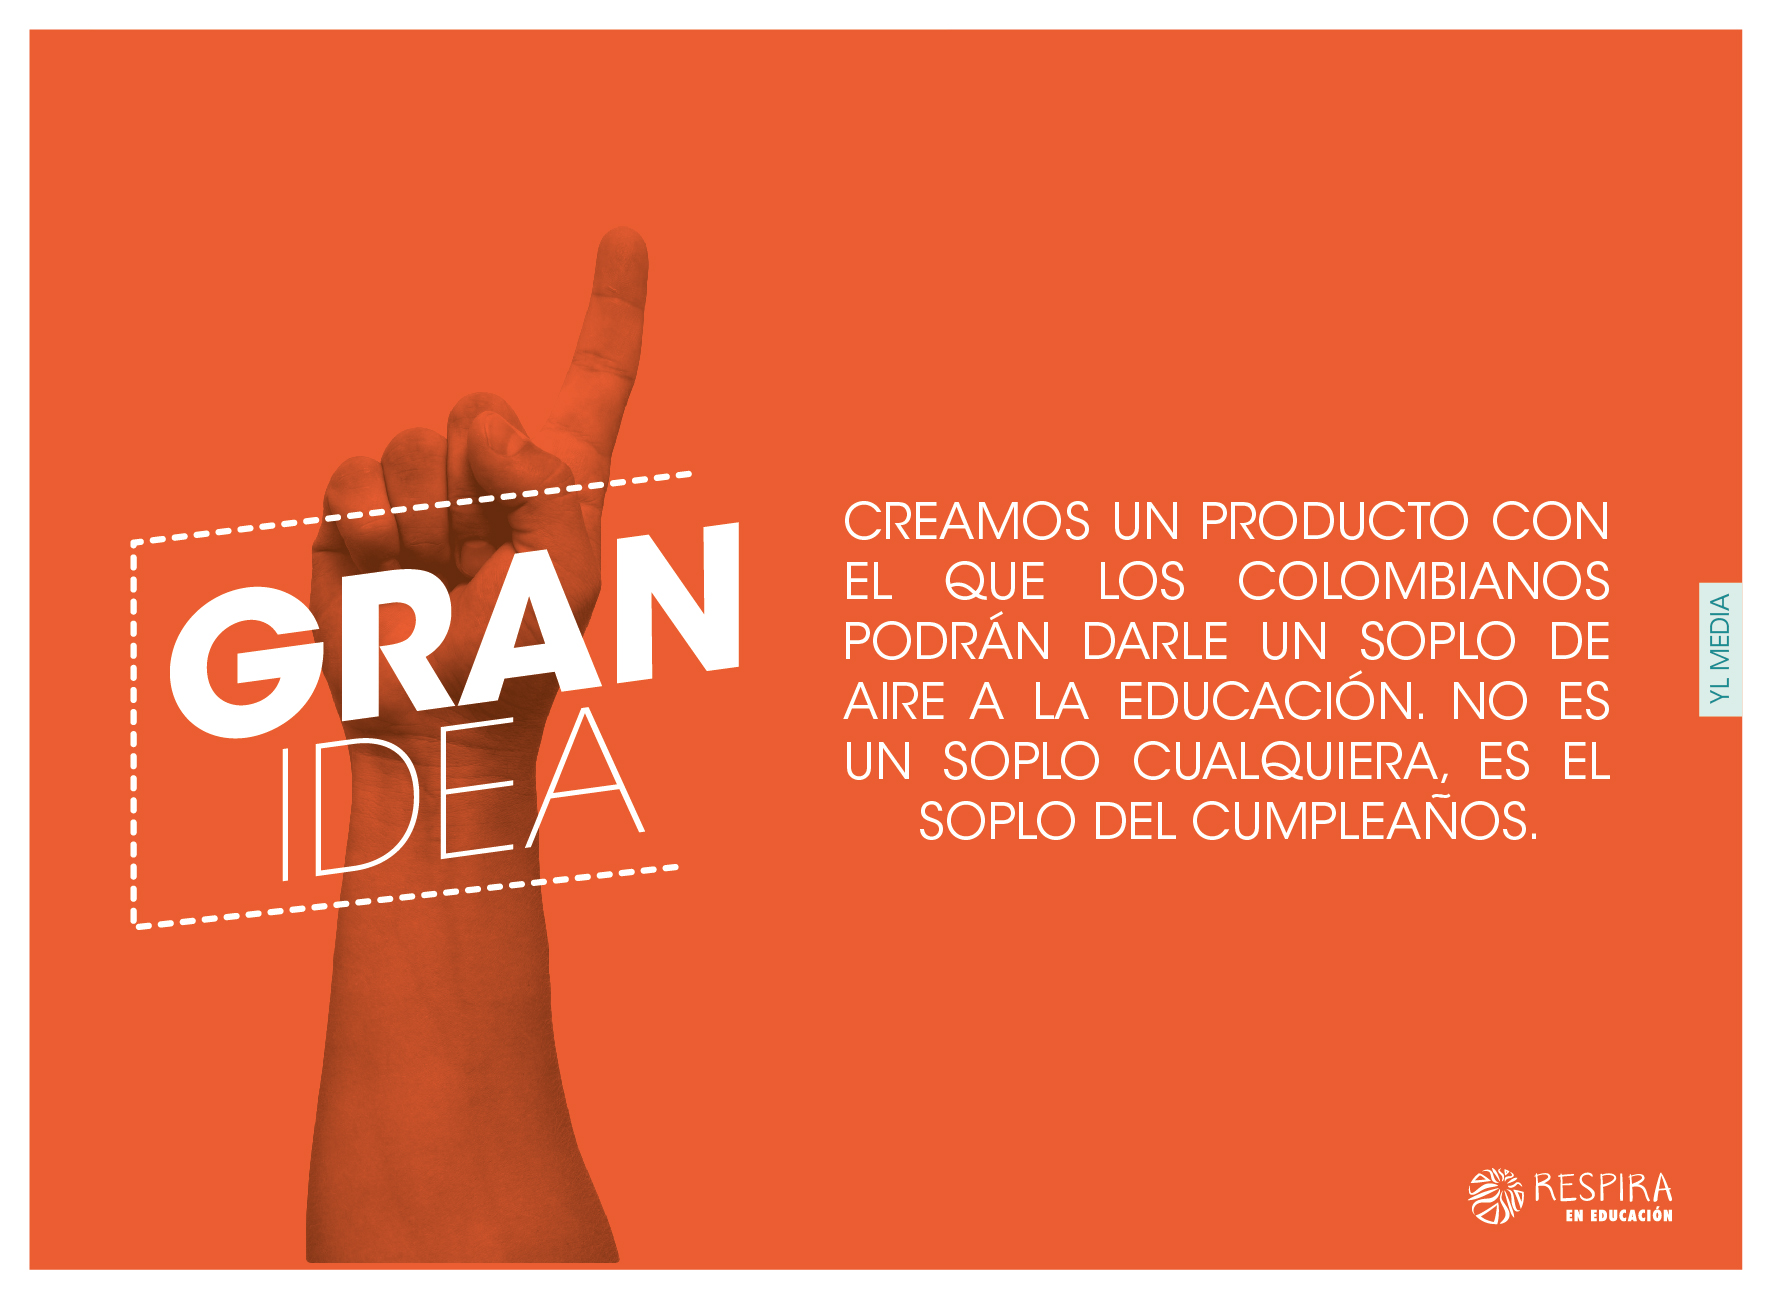 GRAN
IDEA
CREAMOS UN PRODUCTO CON
EL QUE LOS COLOMBIANOS
PODRÁN DARLE UN SOPLO DE
AIRE A LA EDUCACIÓN. NO ES
UN SOPLO CUALQUIERA, ES EL
SOPLO DEL CUMPLEAÑOS.
YL MEDIA
RESPIRA
EN EDUCACIÓN